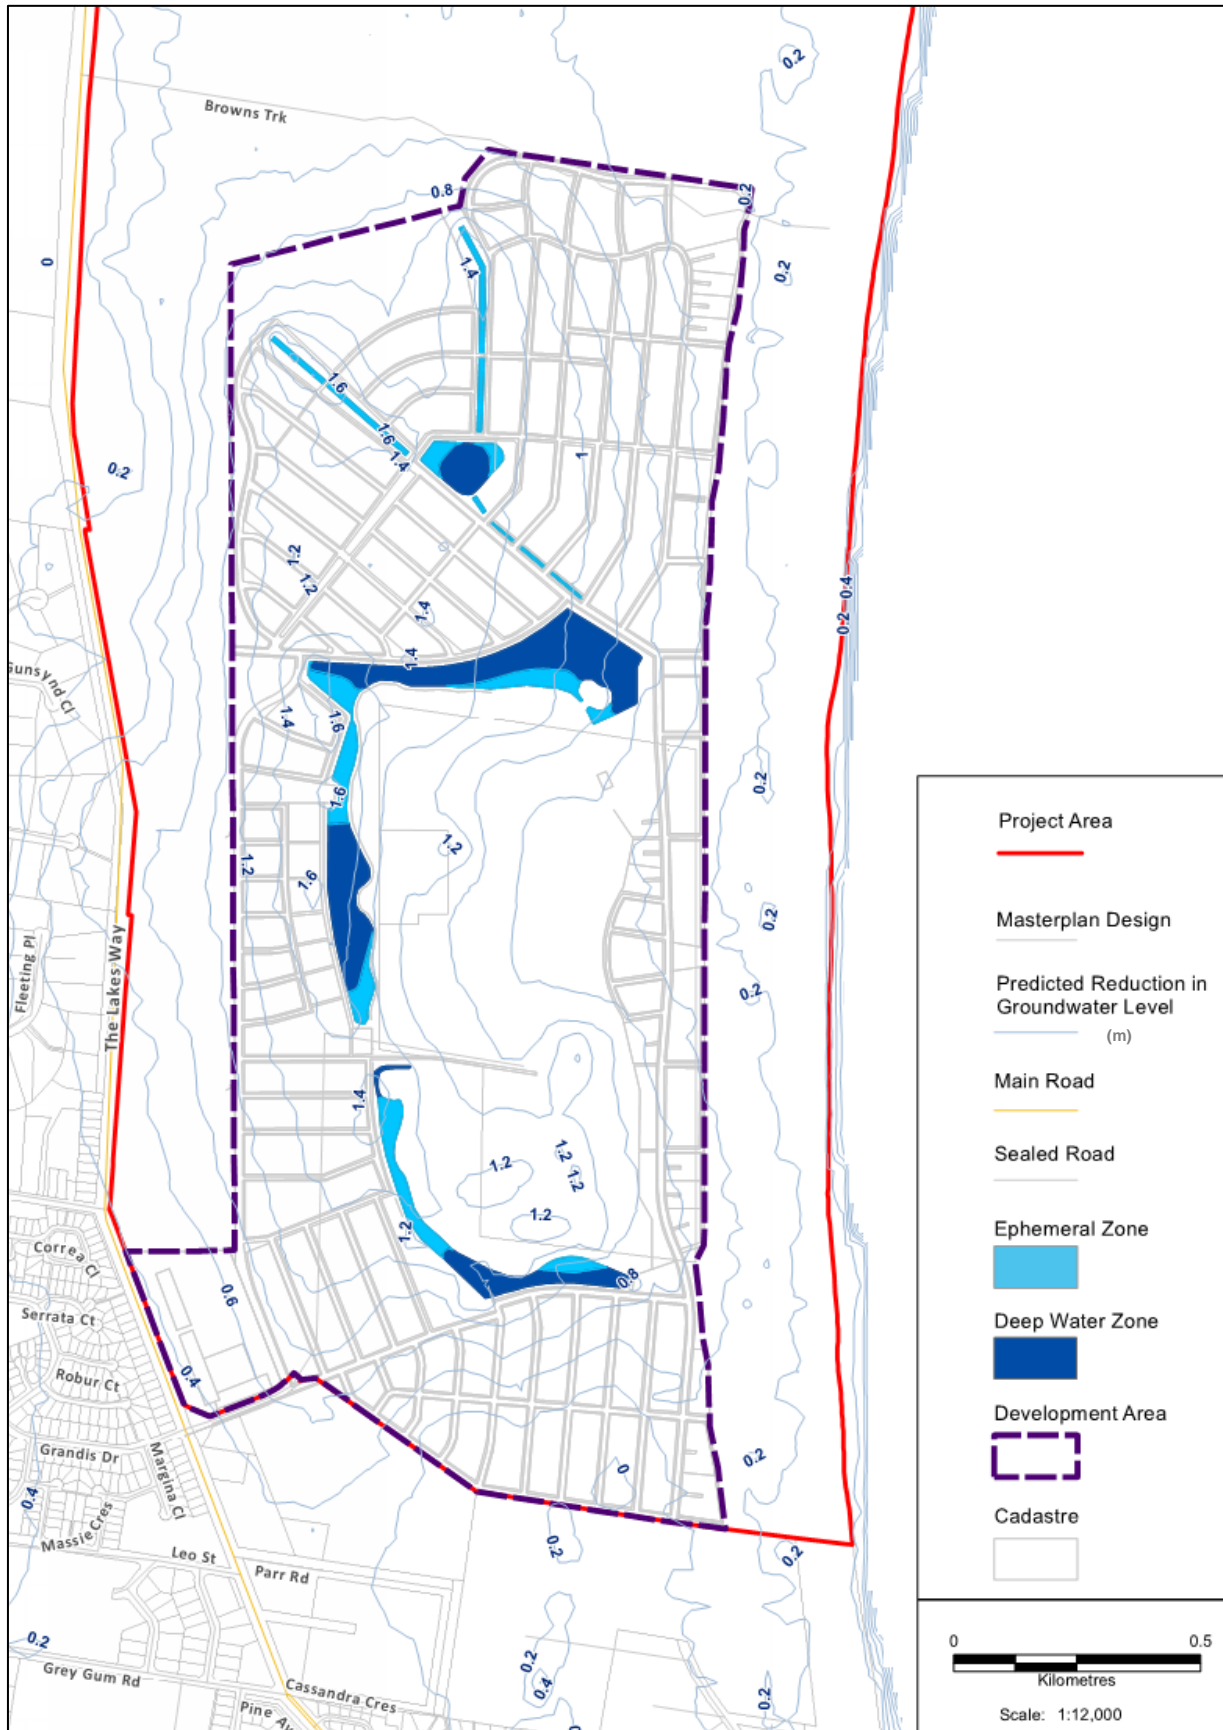 0.2
Browns Trk
0.8
0.2
0
0.2
1.4
1.6
1.6
1.4
1
0.2
1.2
1.2
1.4
0.4
0.2
1.4
Gunsynd Cl
1.4
1.6
1.6
0.2
1.2
1.2
1.6
0.2
Fleeting Pl
The Lakes Way
0.2
1.4
1.2
1.2
1.2
1.2
1.2
Correa Cl
0.8
0.6
Serrata Ct
Robur Ct
0.4
Grandis Dr
Margina Cl
0
0.2
0.4
Massie Cres
Leo St
0.2
0.2
Parr Rd
0.2
Grey Gum Rd
0.2
0.4
Cassandra Cres
0.2
Pine Av
0
Project Area
Masterplan Design
Predicted Reduction in
Groundwater Level
(m)
Main Road
Sealed Road
Ephemeral Zone
Deep Water Zone
Development Area
Cadastre
0 0.5
Kilometres
Scale: 1:12,000